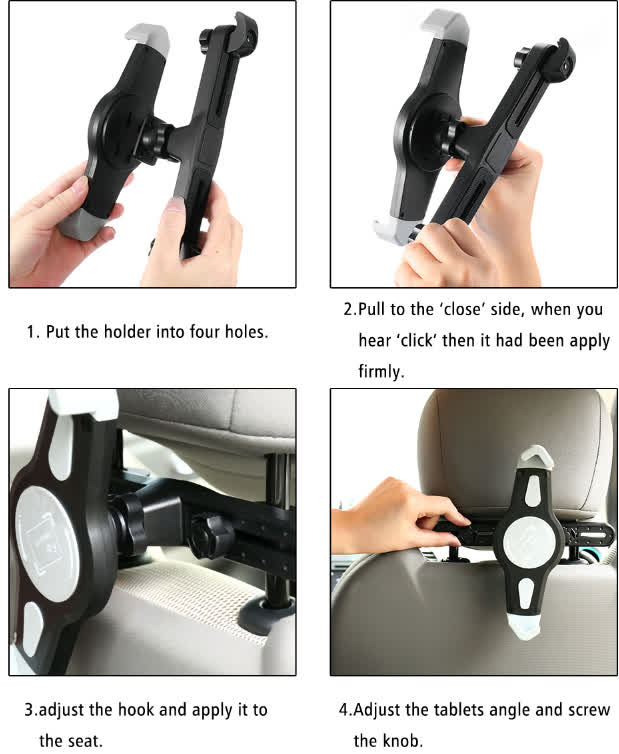 1. Put the holder into four holes.
2.Pull to the ‘close’ side, when you
hear ‘click’ then it had been apply
firmly.
3.adjust the hook and apply it to
the seat.
4.Adjust the tablets angle and screw
the knob.